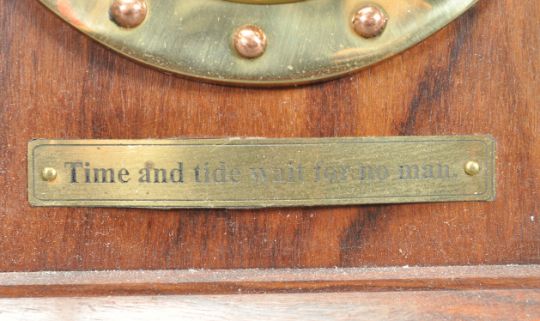 Time and tide wait for no man.